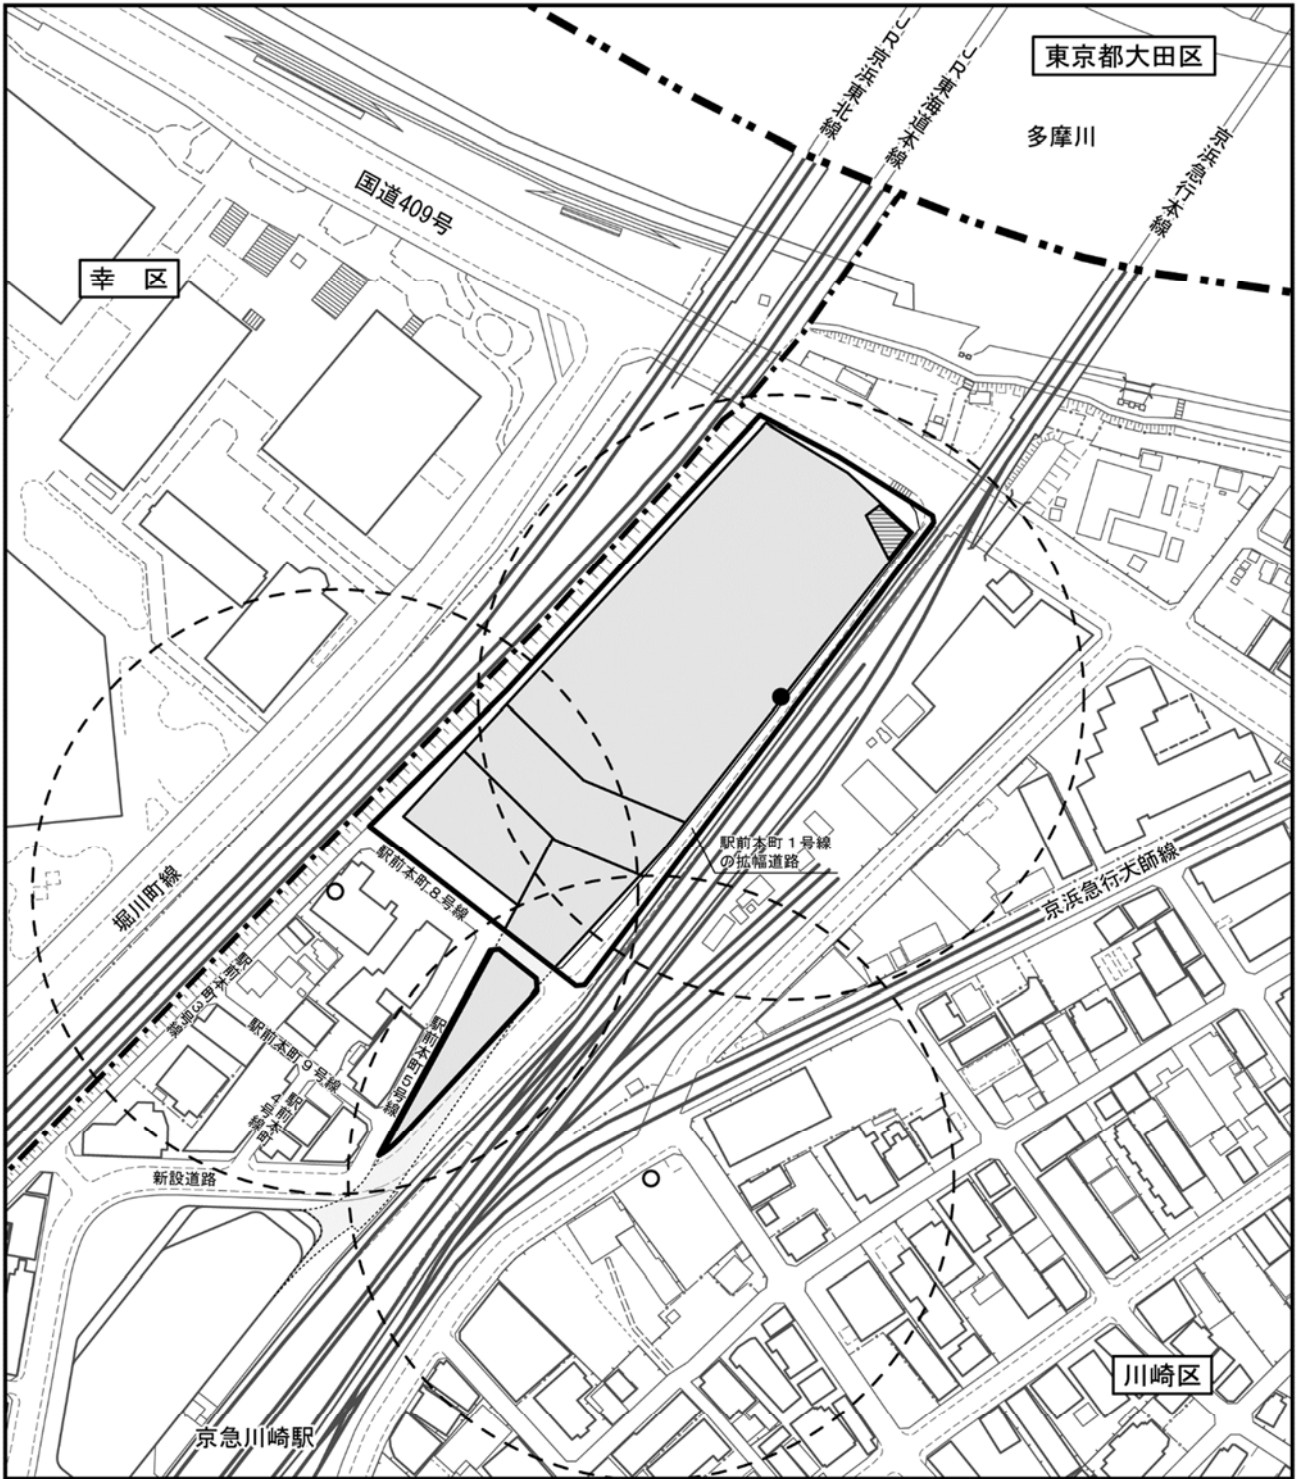 東京都大田区
JR京浜東北線
JR東海道本線
多摩川
京浜急行本線
国道409号
幸　区
駅前本町１号線
の拡幅道路
駅前本町８号線
京浜急行大師線
堀川町線
駅前本町３号線
駅前本町９号線
駅前本町５号線
駅前本町４号線
新設道路
川崎区
京急川崎駅